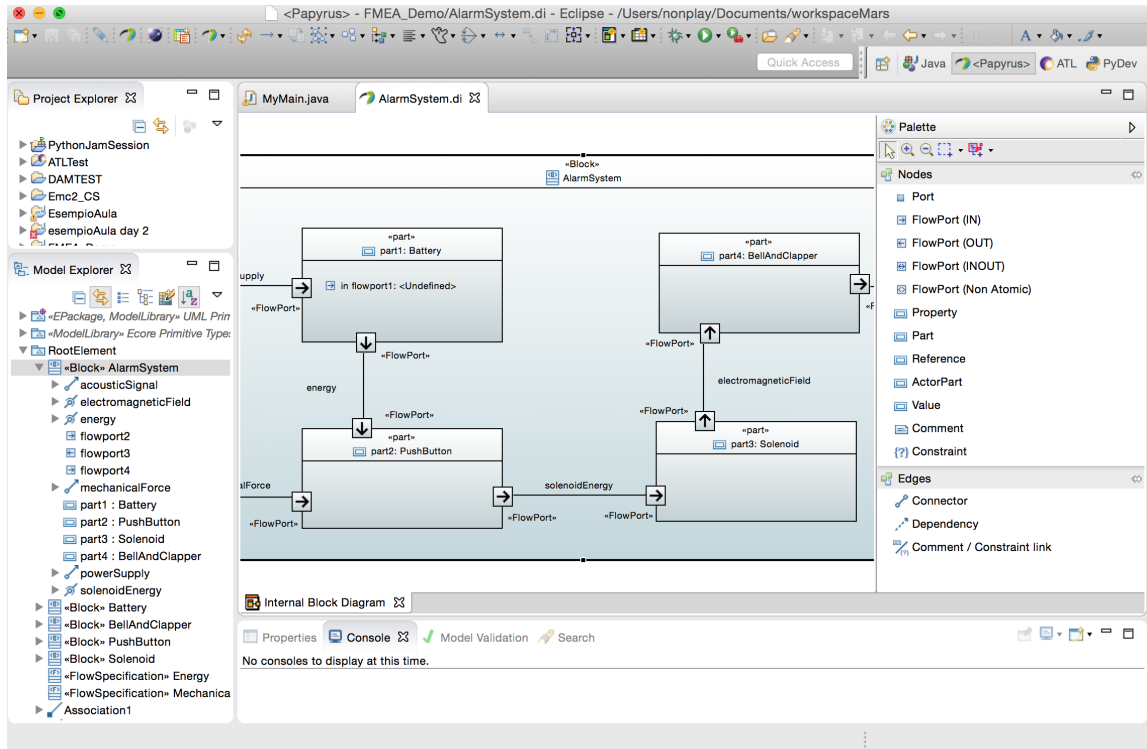 <Papyrus> - FMEA_Demo/AlarmSystem.di - Eclipse - /Users/nonplay/Documents/workspaceMars
Quick Access
Java
<Papyrus>
ATL
PyDev
Project Explorer
PythonJamSession
ATLTest
DAMTEST
Emc2_CS
EsempioAula
esempioAula day 2
Model Explorer
«EPackage, ModelLibrary» UML Prim
«ModelLibrary» Ecore Primitive Types
RootElement
«Block» AlarmSystem
acousticSignal
electromagneticField
energy
flowport2
flowport3
flowport4
mechanicalForce
part1 : Battery
part2 : PushButton
part3 : Solenoid
part4 : BellAndClapper
powerSupply
solenoidEnergy
«Block» Battery
«Block» BellAndClapper
«Block» PushButton
«Block» Solenoid
«FlowSpecification» Energy
«FlowSpecification» Mechanica
Association1
MyMain.java
AlarmSystem.di
«Block»
AlarmSystem
«part»
part1: Battery
in flowport1: <Undefined>
upply
«FlowPort»
«FlowPort»
energy
«FlowPort»
«part»
part2: PushButton
alForce
«FlowPort»
«FlowPort»
solenoidEnergy
«FlowPort»
«part»
part3: Solenoid
«FlowPort»
electromagneticField
«FlowPort»
«part»
part4: BellAndClapper
«F
Internal Block Diagram
Palette
Nodes
Port
FlowPort (IN)
FlowPort (OUT)
FlowPort (INOUT)
FlowPort (Non Atomic)
Property
Part
Reference
ActorPart
Value
Comment
Constraint
Edges
Connector
Dependency
Comment / Constraint link
Properties
Console
Model Validation
Search
No consoles to display at this time.